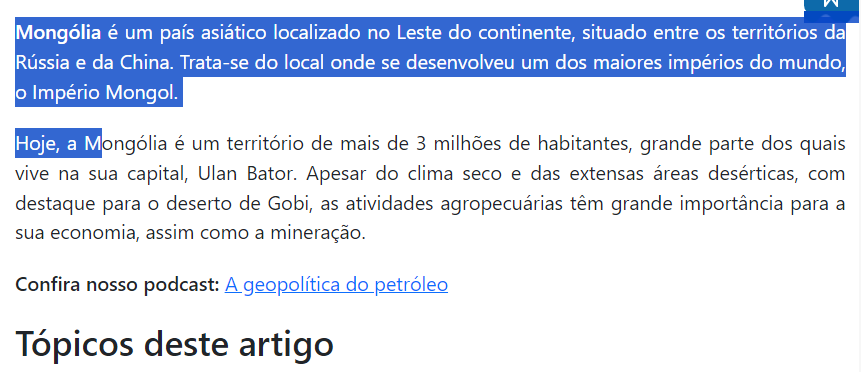 Mongólia é um país asiático localizado no Leste do continente, situado entre os territórios da
Rússia e da China. Trata-se do local onde se desenvolveu um dos maiores impérios do mundo,
o Império Mongol.
Hoje, a Mongólia é um território de mais de 3 milhões de habitantes, grande parte dos quais
vive na sua capital, Ulan Bator. Apesar do clima seco e das extensas áreas desérticas, com
destaque para o deserto de Gobi, as atividades agropecuárias têm grande importância para a
sua economia, assim como a mineração.
Confira nosso podcast: A geopolítica do petróleo
Tópicos deste artigo